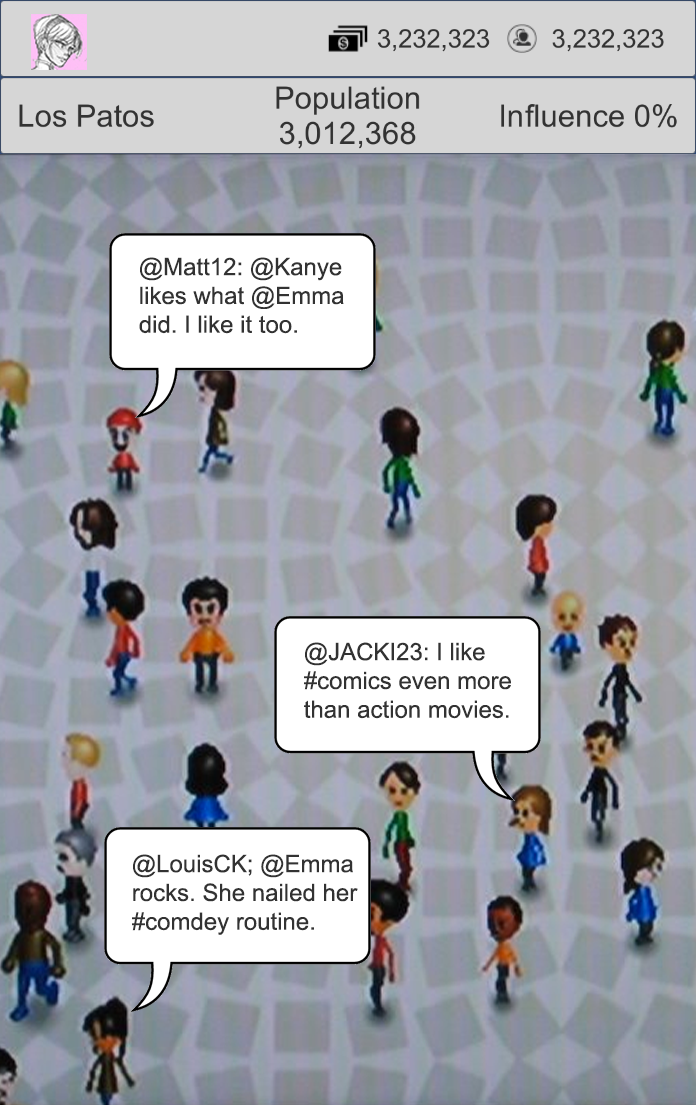 3,232,323 3,232,323
Los Patos
Population
3,012,368
Influence 0%
@Matt12: @Kanye
likes what @Emma
did. I like it too.
@JACKI23: I like
#comics even more
than action movies.
@LouisCK; @Emma
rocks. She nailed her
#comdey routine.